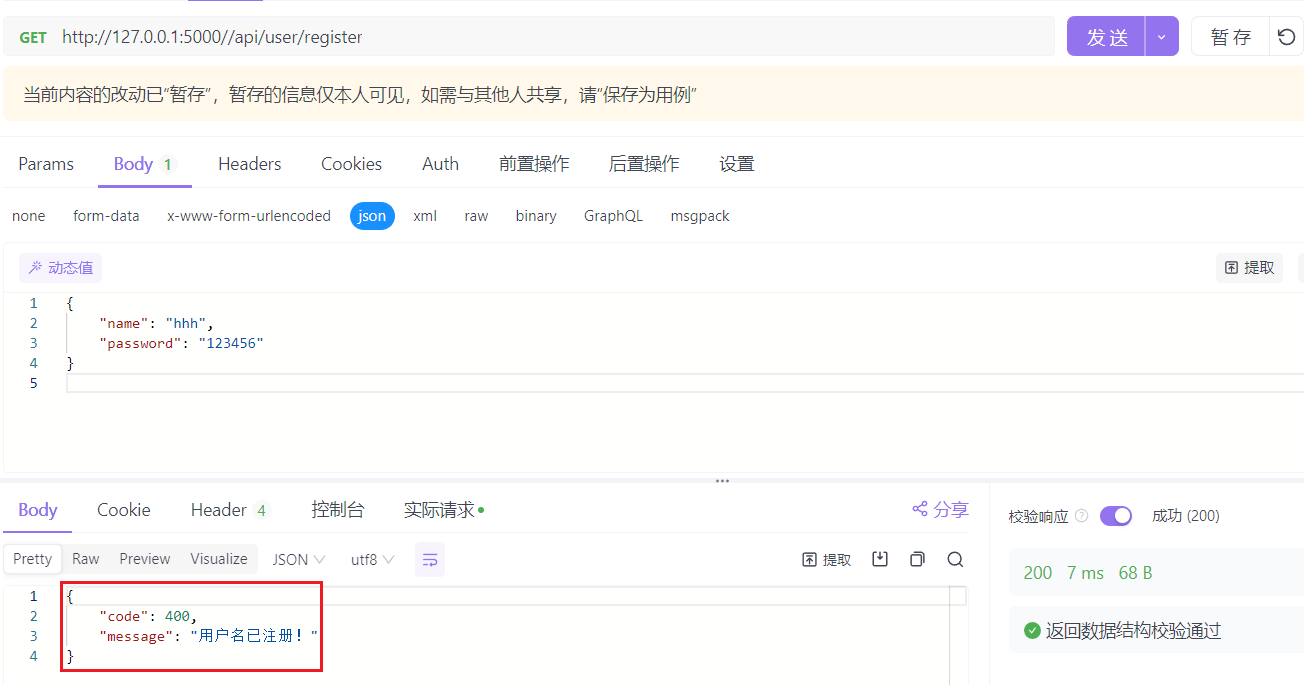 GET http://127.0.0.1:5000//api/user/register 发送 暂存
当前内容的改动已“暂存”，暂存的信息仅本人可见，如需与其他人共享，请“保存为用例”
Params Body 1 Headers Cookies Auth 前置操作 后置操作 设置
none form-data x-www-form-urlencoded json xml raw binary GraphQL msgpack
动态值 提取
1 {
2 "name": "hhh",
3 "password": "123456"
4 }
5
Body Cookie Header 4 控制台 实际请求 分享 校验响应 ? 成功 (200)
Pretty Raw Preview Visualize JSON utf8 提取 200 7 ms 68 B
1 {
2 "code": 400,
3 "message": "用户名已注册！"
4 }
返回数据结构校验通过